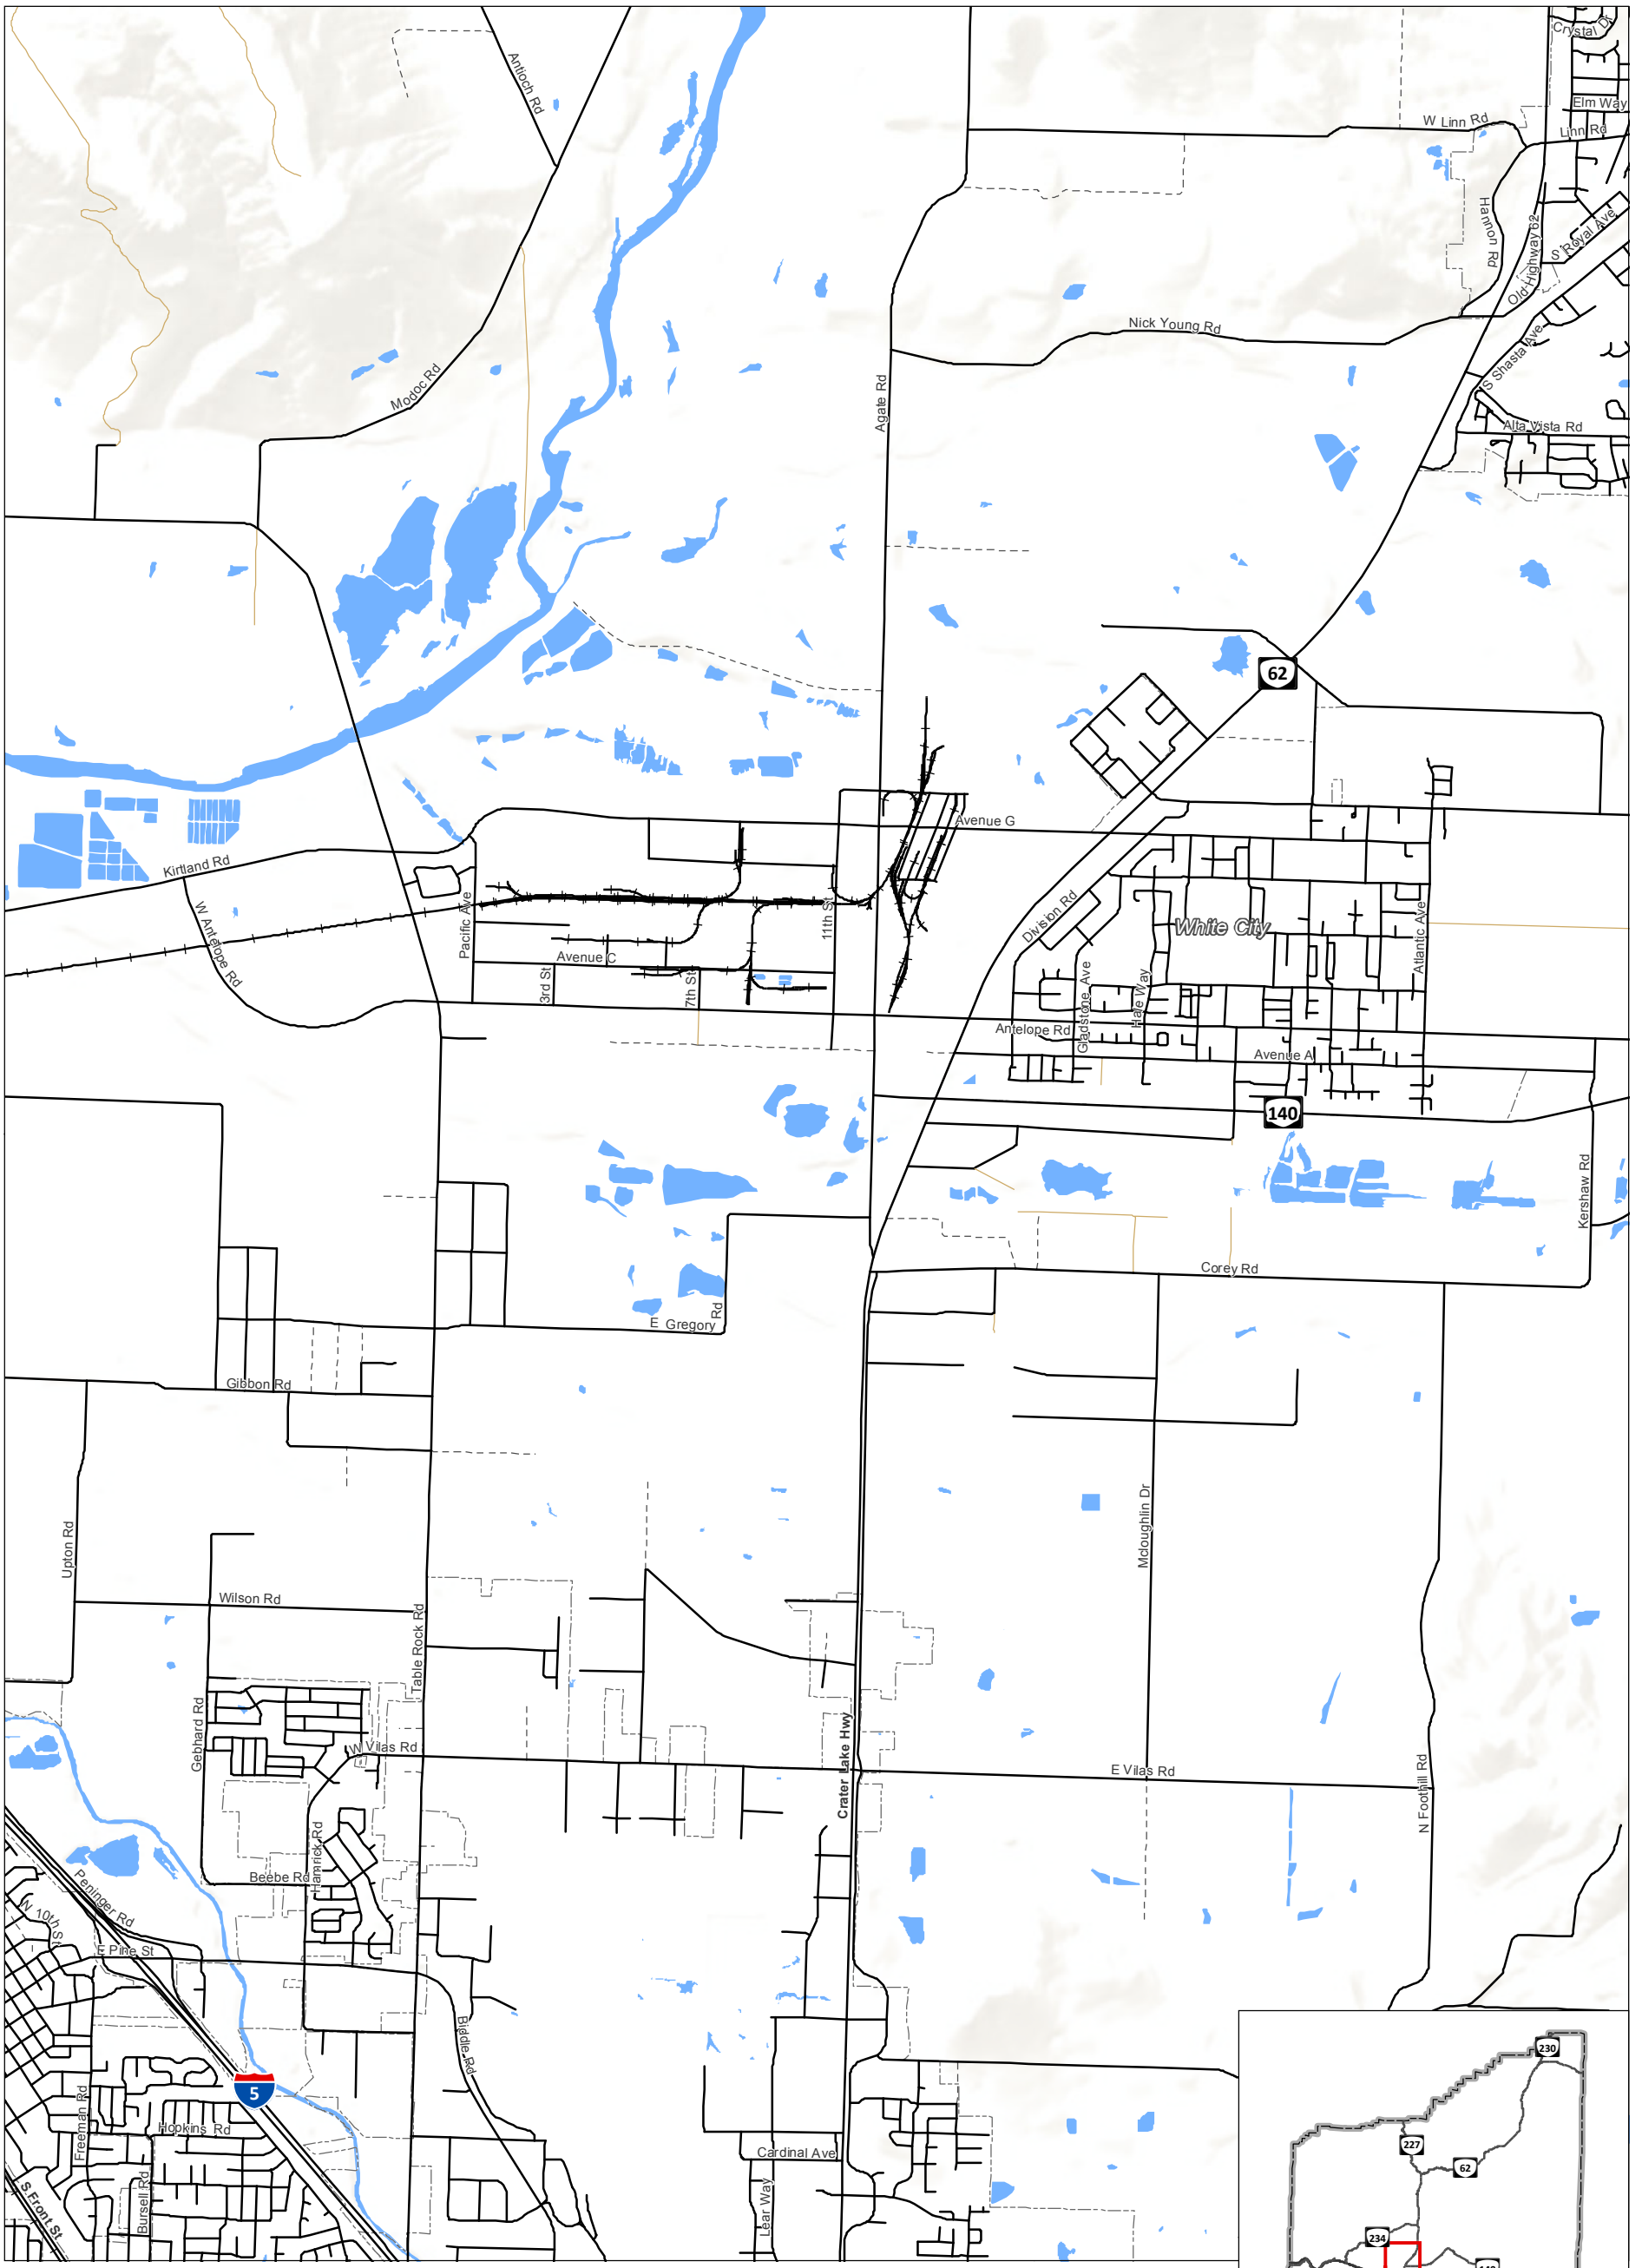 Crystal Dr
Antioch Rd
Elm Way
W Linn Rd
Linn Rd
Hannon Rd
S Royal Ave
Old Highway 62
Nick Young Rd
S Shasta Ave
Modoc Rd
Agate Rd
Alta Vista Rd
62
Avenue G
Kirtland Rd
W Antelope Rd
Pacific Ave
11th St
Division Rd
White City
Atlantic Ave
Avenue C
3rd St
7th St
Gladstone Ave
Hale Way
Antelope Rd
Avenue A
140
Kershaw Rd
Corey Rd
E Gregory Rd
Gibbon Rd
Upton Rd
Mcloughlin Dr
Wilson Rd
Table Rock Rd
Gebhard Rd
W Vilas Rd
Crater Lake Hwy
E Vilas Rd
N Foothill Rd
Hamrick Rd
Beebe Rd
Peninger Rd
W 10th St
E Pine St
Biddle Rd
5
Freeman Rd
Hopkins Rd
Bursell Rd
S Front St
Cardinal Ave
Lear Way
230
227
62
234